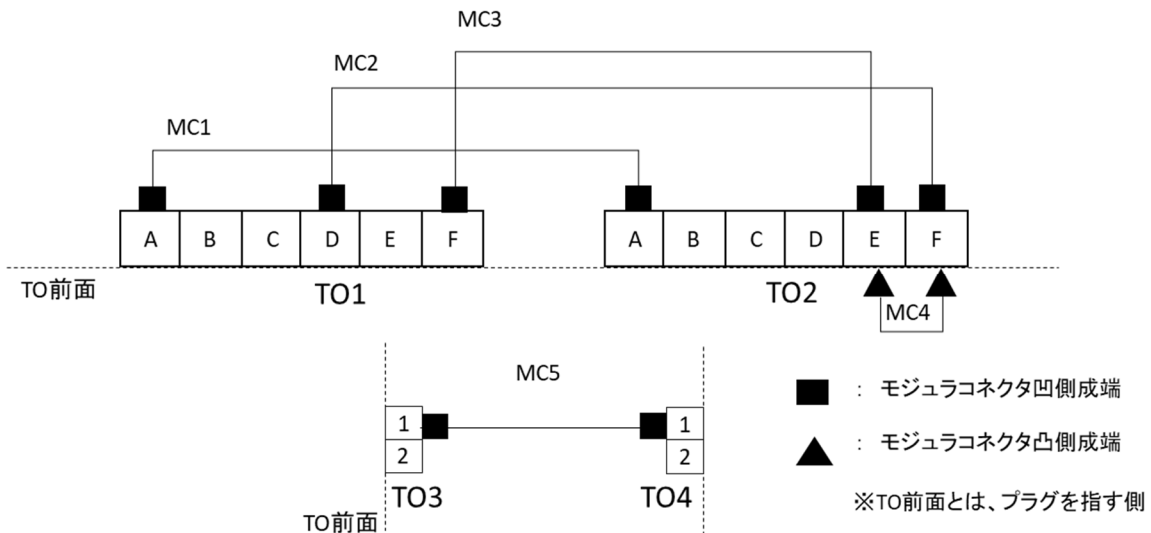 MC3
MC2
MC1
A B C D E F
A B C D E F
TO前面
TO1
TO2
MC4
MC5
1
2
1
2
TO3
TO4
TO前面
■ : モジュラコネクタ凹側成端
▲ : モジュラコネクタ凸側成端
※TO前面とは、プラグを指す側